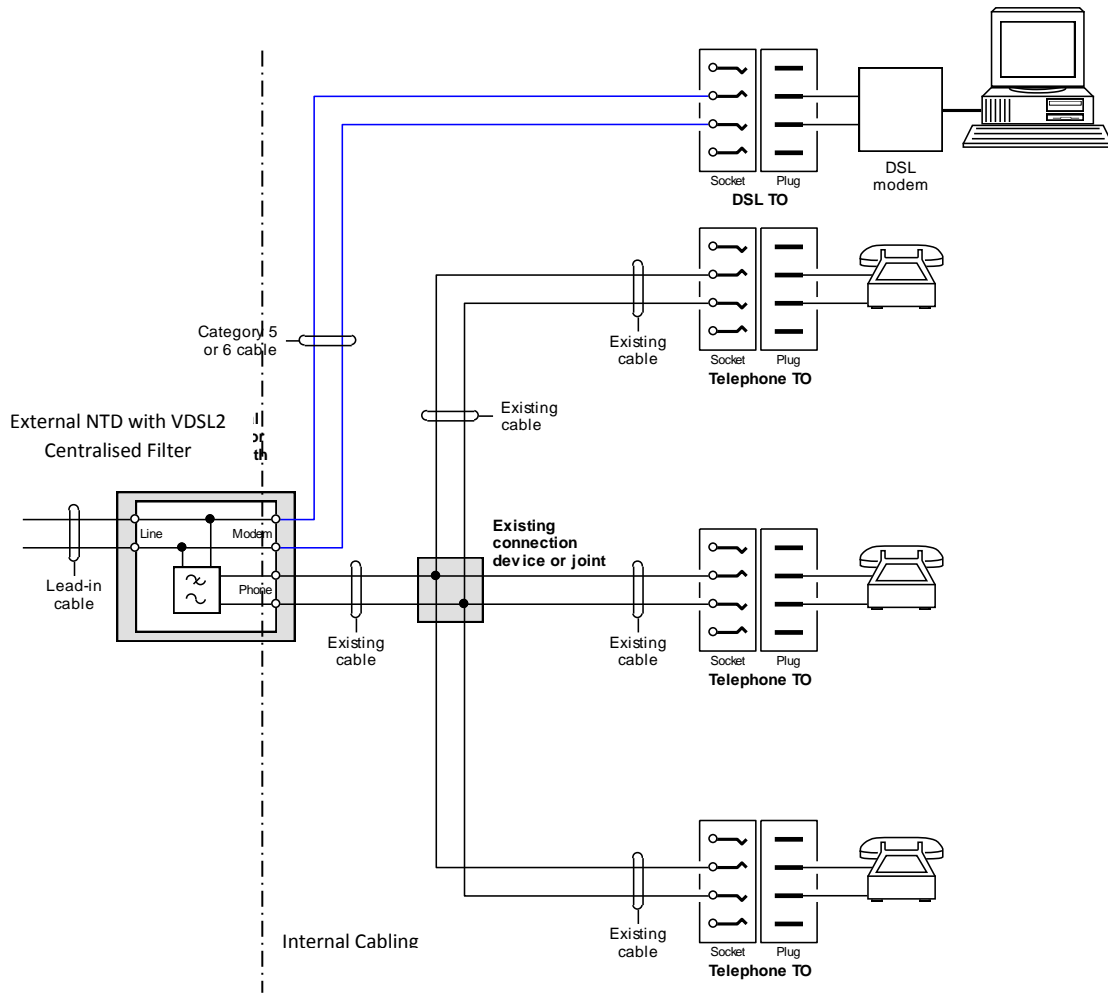 Socket
Plug
DSL TO
DSL
modem
Category 5
or 6 cable
Existing
cable
Socket
Plug
Telephone TO
Existing
cable
External NTD with VDSL2
Centralised Filter
th
Line
Modem
Phone
Lead-in
cable
Existing
cable
Existing
connection
device or joint
Existing
cable
Socket
Plug
Telephone TO
Existing
cable
Socket
Plug
Telephone TO
Internal Cabling